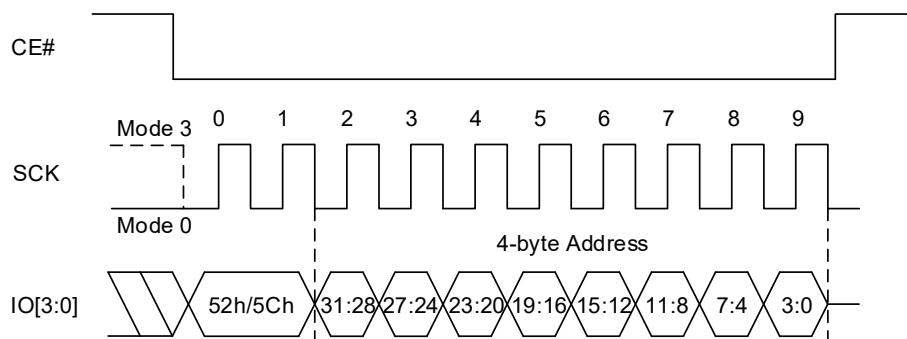 CE#
0 1 2 3 4 5 6 7 8 9
Mode 3
SCK
Mode 0
4-byte Address
IO[3:0] 52h/5Ch 31:28 27:24 23:20 19:16 15:12 11:8 7:4 3:0